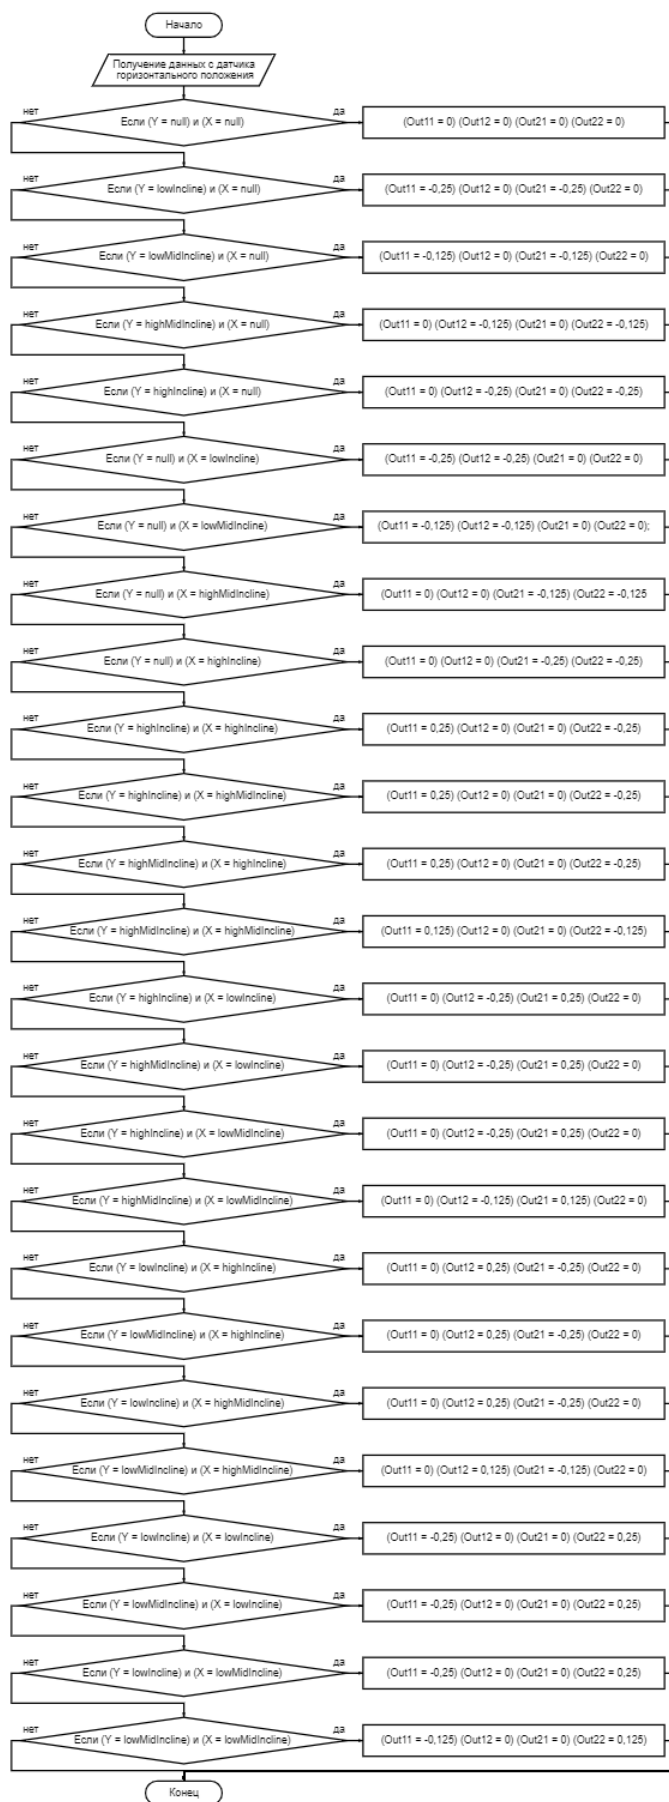 Начало
Получение данных с датчика
горизонтального положения
нет
Если (Y = null) и (X = null)
да
(Out11 = 0) (Out12 = 0) (Out21 = 0) (Out22 = 0)
нет
Если (Y = lowIncline) и (X = null)
да
(Out11 = -0,25) (Out12 = 0) (Out21 = -0,25) (Out22 = 0)
нет
Если (Y = lowMidIncline) и (X = null)
да
(Out11 = -0,125) (Out12 = 0) (Out21 = -0,125) (Out22 = 0)
нет
Если (Y = highMidIncline) и (X = null)
да
(Out11 = 0) (Out12 = -0,125) (Out21 = 0) (Out22 = -0,125)
нет
Если (Y = highIncline) и (X = null)
да
(Out11 = 0) (Out12 = -0,25) (Out21 = 0) (Out22 = -0,25)
нет
Если (Y = null) и (X = lowIncline)
да
(Out11 = -0,25) (Out12 = -0,25) (Out21 = 0) (Out22 = 0)
нет
Если (Y = null) и (X = lowMidIncline)
да
(Out11 = -0,125) (Out12 = -0,125) (Out21 = 0) (Out22 = 0);
нет
Если (Y = null) и (X = highMidIncline)
да
(Out11 = 0) (Out12 = 0) (Out21 = -0,125) (Out22 = -0,125
нет
Если (Y = null) и (X = highIncline)
да
(Out11 = 0) (Out12 = 0) (Out21 = -0,25) (Out22 = -0,25)
нет
Если (Y = highIncline) и (X = highIncline)
да
(Out11 = 0,25) (Out12 = 0) (Out21 = 0) (Out22 = -0,25)
нет
Если (Y = highIncline) и (X = highMidIncline)
да
(Out11 = 0,25) (Out12 = 0) (Out21 = 0) (Out22 = -0,25)
нет
Если (Y = highMidIncline) и (X = highIncline)
да
(Out11 = 0,25) (Out12 = 0) (Out21 = 0) (Out22 = -0,25)
нет
Если (Y = highMidIncline) и (X = highMidIncline)
да
(Out11 = 0,125) (Out12 = 0) (Out21 = 0) (Out22 = -0,125)
нет
Если (Y = highIncline) и (X = lowIncline)
да
(Out11 = 0) (Out12 = -0,25) (Out21 = 0,25) (Out22 = 0)
нет
Если (Y = highMidIncline) и (X = lowIncline)
да
(Out11 = 0) (Out12 = -0,25) (Out21 = 0,25) (Out22 = 0)
нет
Если (Y = highIncline) и (X = lowMidIncline)
да
(Out11 = 0) (Out12 = -0,25) (Out21 = 0,25) (Out22 = 0)
нет
Если (Y = highMidIncline) и (X = lowMidIncline)
да
(Out11 = 0) (Out12 = -0,125) (Out21 = 0,125) (Out22 = 0)
нет
Если (Y = lowIncline) и (X = highIncline)
да
(Out11 = 0) (Out12 = 0,25) (Out21 = -0,25) (Out22 = 0)
нет
Если (Y = lowMidIncline) и (X = highIncline)
да
(Out11 = 0) (Out12 = 0,25) (Out21 = -0,25) (Out22 = 0)
нет
Если (Y = lowIncline) и (X = highMidIncline)
да
(Out11 = 0) (Out12 = 0,25) (Out21 = -0,25) (Out22 = 0)
нет
Если (Y = lowMidIncline) и (X = highMidIncline)
да
(Out11 = 0) (Out12 = 0,125) (Out21 = -0,125) (Out22 = 0)
нет
Если (Y = lowIncline) и (X = lowIncline)
да
(Out11 = -0,25) (Out12 = 0) (Out21 = 0) (Out22 = 0,25)
нет
Если (Y = lowMidIncline) и (X = lowIncline)
да
(Out11 = -0,25) (Out12 = 0) (Out21 = 0) (Out22 = 0,25)
нет
Если (Y = lowIncline) и (X = lowMidIncline)
да
(Out11 = -0,25) (Out12 = 0) (Out21 = 0) (Out22 = 0,25)
нет
Если (Y = lowMidIncline) и (X = lowMidIncline)
да
(Out11 = -0,125) (Out12 = 0) (Out21 = 0) (Out22 = 0,125)
Конец